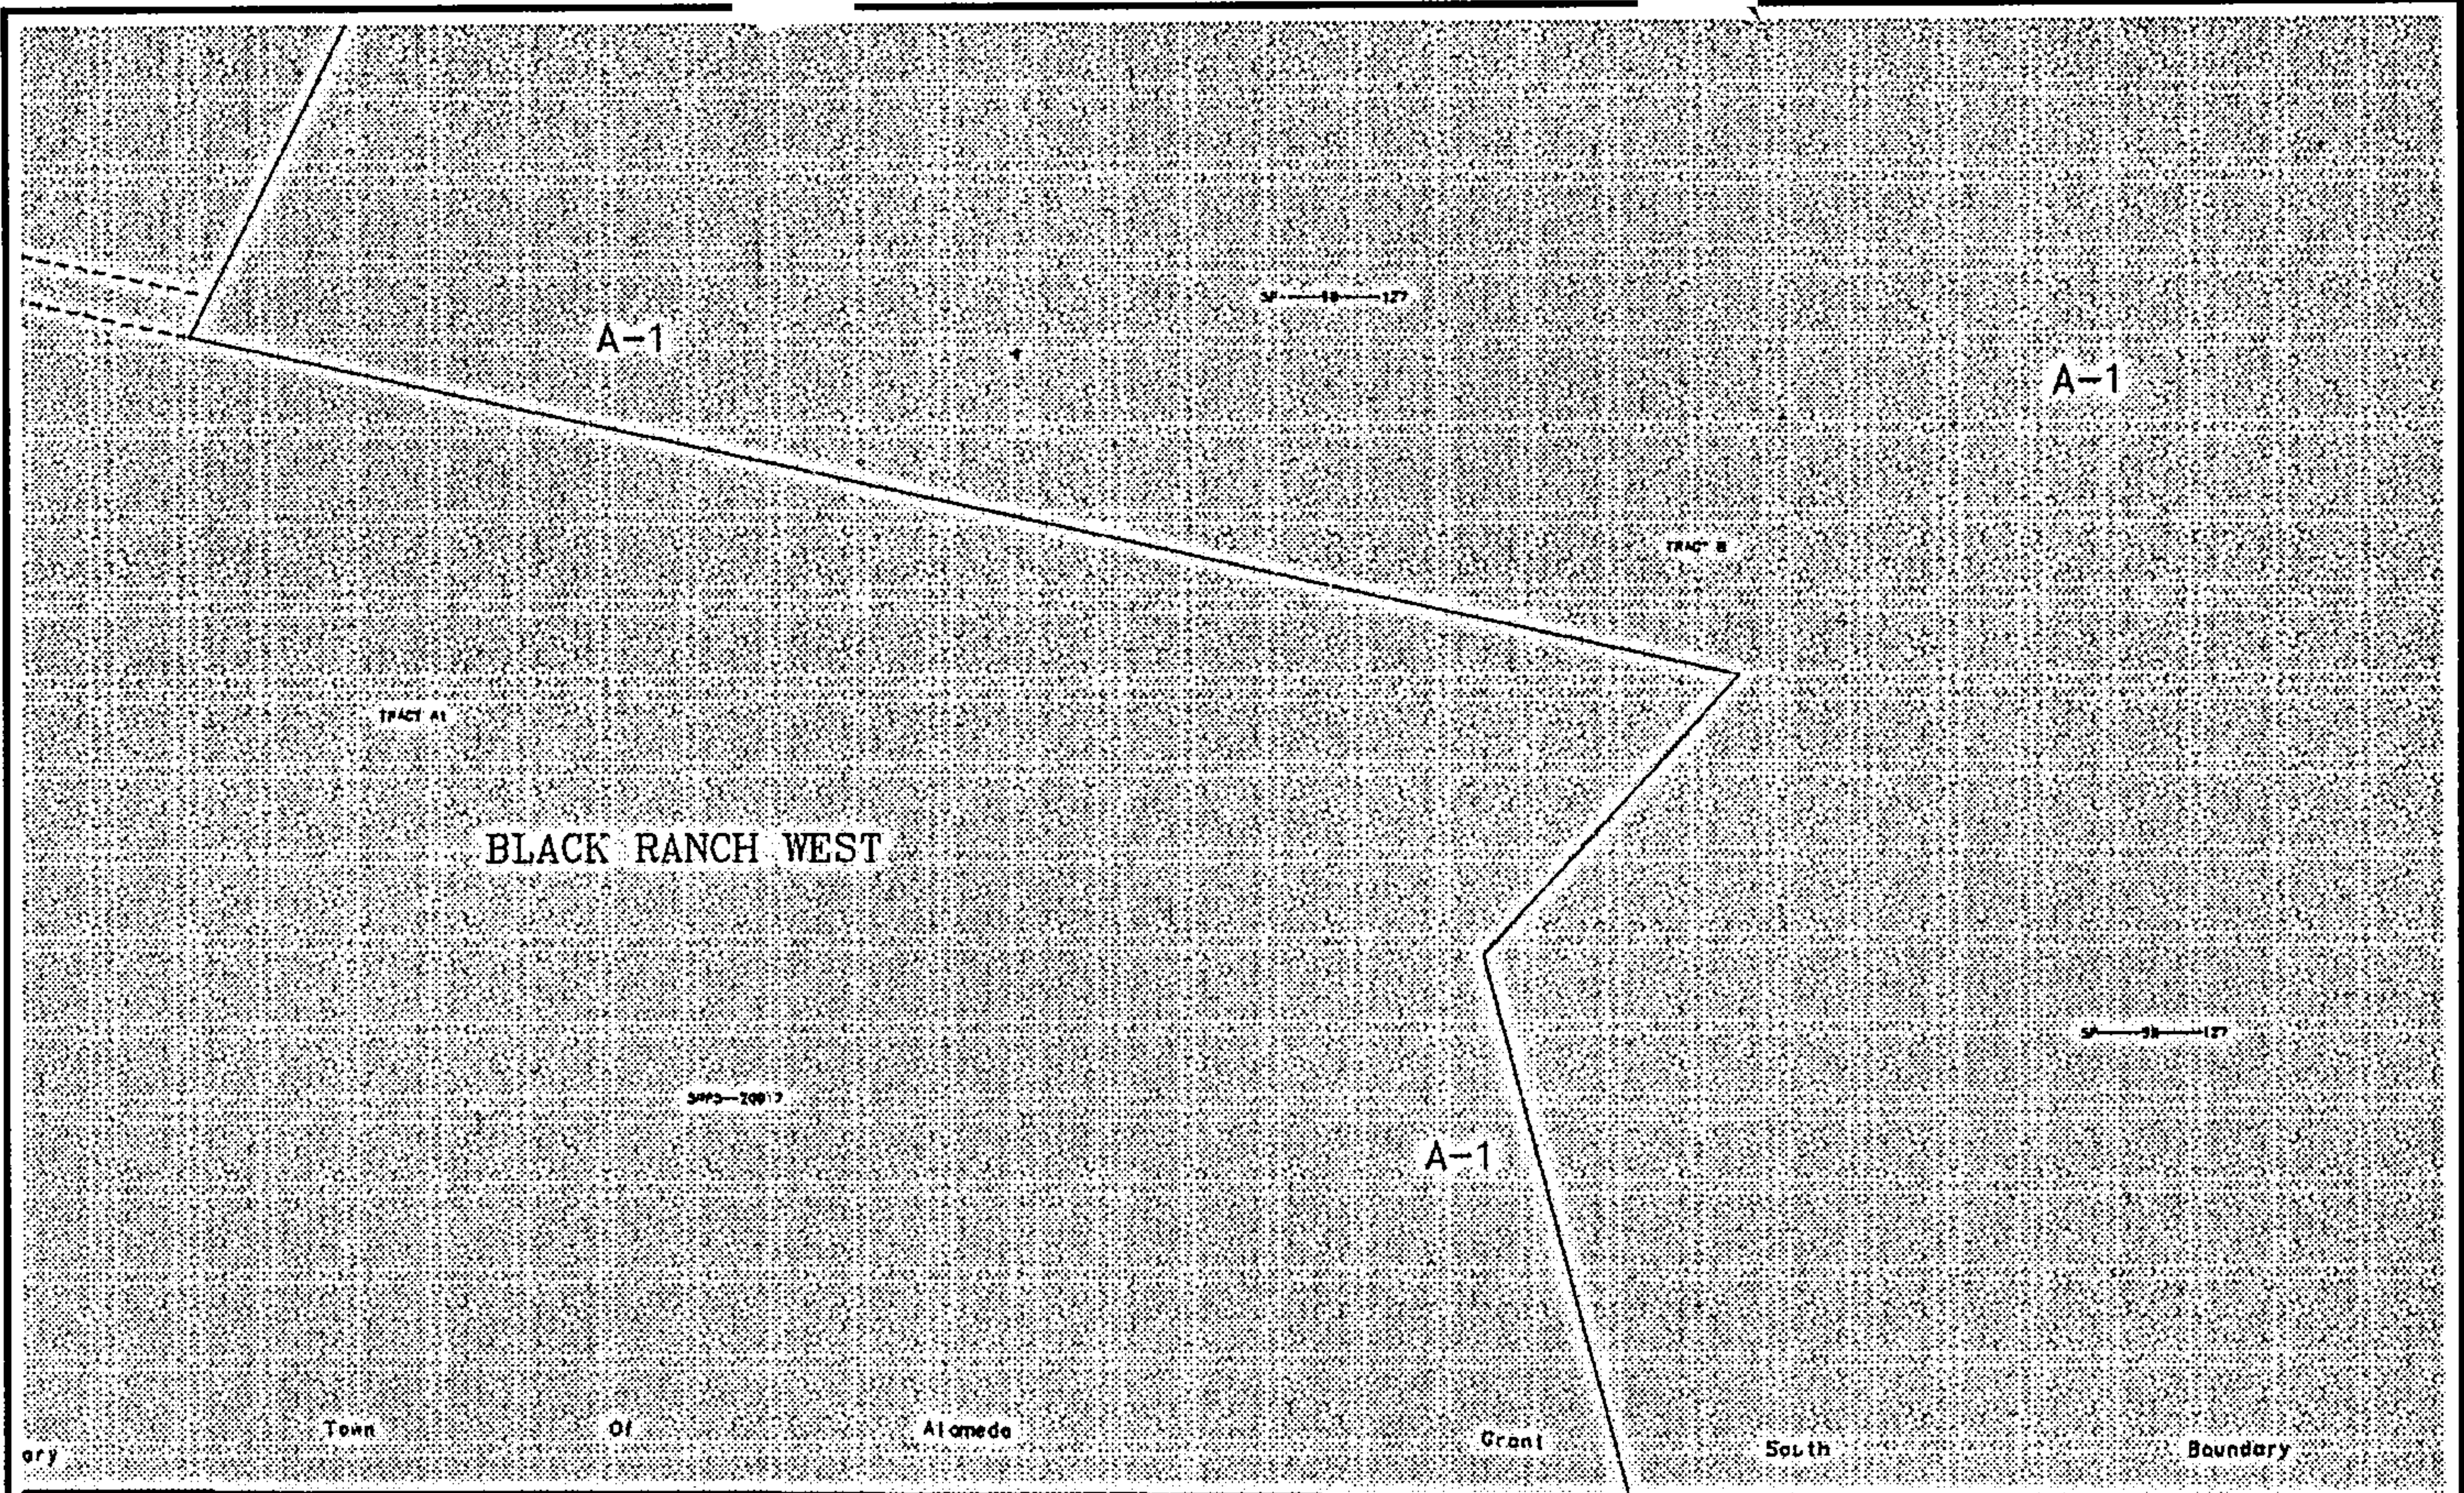 A-1
A-1
TRACT B
TRACT A1
BLACK RANCH WEST
A-1
ary Town Of Alameda Grant South Boundary